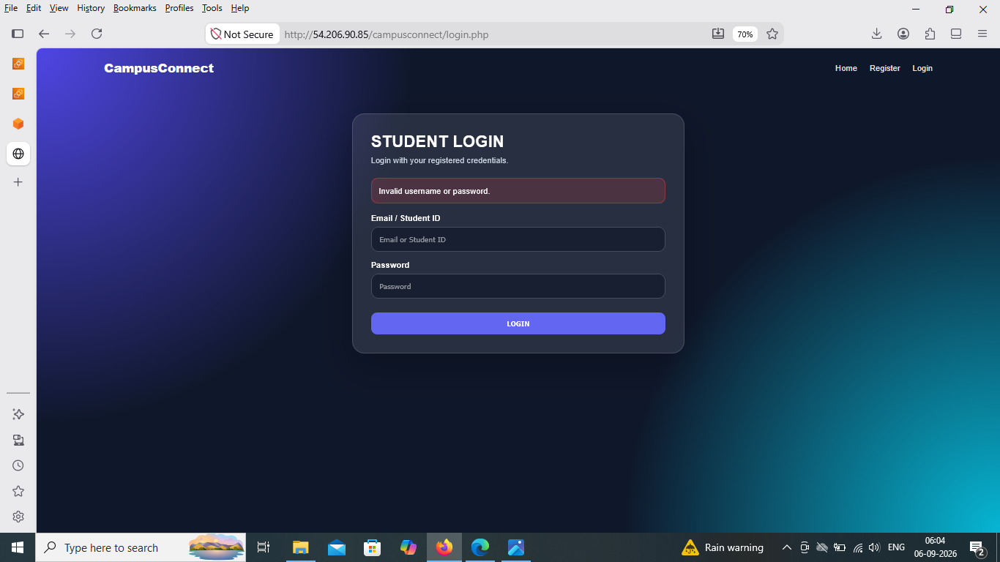 File Edit View History Bookmarks Profiles Tools Help
Not Secure http://54.206.90.85/campusconnect/login.php 70%
CampusConnect Home Register Login
STUDENT LOGIN
Login with your registered credentials.
Invalid username or password.
Email / Student ID
Email or Student ID
Password
Password
LOGIN
Type here to search Rain warning ENG 06:04
06-09-2026 2